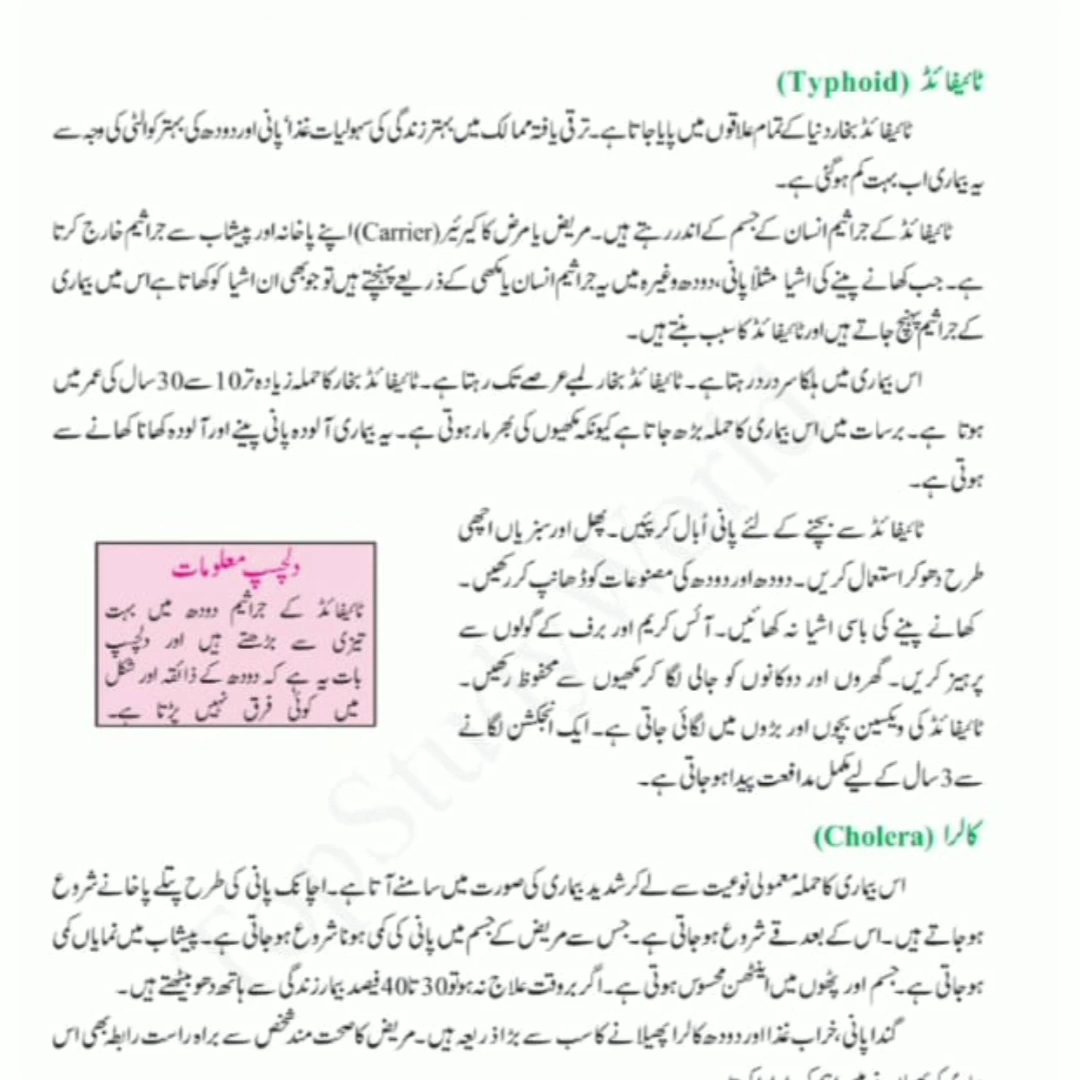 ٹائیفائڈ (Typhoid)
ٹائیفائڈ بخار دنیا کے تمام علاقوں میں پایا جاتا ہے۔ ترقی یافتہ ممالک میں بہتر زندگی کی سہولیات غذا، پانی اور دودھ کی بہتر کوالٹی کی وجہ سے
یہ بیماری اب بہت کم ہوگئی ہے۔
ٹائیفائڈ کے جراثیم انسان کے جسم کے اندر رہتے ہیں۔ مریض یا مرض کا کیرئیر (Carrier) اپنے پاخانہ اور پیشاب سے جراثیم خارج کرتا
ہے۔ جب کھانے پینے کی اشیا مثلاً پانی، دودھ وغیرہ میں یہ جراثیم انسان یا مکھی کے ذریعے پہنچتے ہیں تو جو بھی ان اشیا کو کھاتا ہے اس میں بیماری
کے جراثیم پہنچ جاتے ہیں اور ٹائیفائڈ کا سبب بنتے ہیں۔
اس بیماری میں ہلکا سر درد رہتا ہے۔ ٹائیفائڈ بخار لمبے عرصے تک رہتا ہے۔ ٹائیفائڈ بخار کا حملہ زیادہ تر 10 سے 30 سال کی عمر میں
ہوتا ہے۔ برسات میں اس بیماری کا حملہ بڑھ جاتا ہے کیونکہ مکھیوں کی بھرمار ہوتی ہے۔ یہ بیماری آلودہ پانی پینے اور آلودہ کھانا کھانے سے
ہوتی ہے۔
ٹائیفائڈ سے بچنے کے لئے پانی اُبال کر پئیں۔ پھل اور سبزیاں اچھی
طرح دھو کر استعمال کریں۔ دودھ اور دودھ کی مصنوعات کو ڈھانپ کر رکھیں۔
کھانے پینے کی باسی اشیا نہ کھائیں۔ آئس کریم اور برف کے گولوں سے
پرہیز کریں۔ گھروں اور دوکانوں کو جالی لگا کر مکھیوں سے محفوظ رکھیں۔
ٹائیفائڈ کی ویکسین بچوں اور بڑوں میں لگائی جاتی ہے۔ ایک انجکشن لگانے
سے 3 سال کے لیے مکمل مدافعت پیدا ہوجاتی ہے۔
دلچسپ معلومات
ٹائیفائڈ کے جراثیم دودھ میں بہت
تیزی سے بڑھتے ہیں اور دلچسپ
بات یہ ہے کہ دودھ کے ذائقہ اور شکل
میں کوئی فرق نہیں پڑتا ہے۔
کالرا (Cholera)
اس بیماری کا حملہ معمولی نوعیت سے لے کر شدید بیماری کی صورت میں سامنے آتا ہے۔ اچانک پانی کی طرح پتلے پاخانے شروع
ہوجاتے ہیں۔ اس کے بعد قے شروع ہوجاتی ہے۔ جس سے مریض کے جسم میں پانی کی کمی ہونا شروع ہوجاتی ہے۔ پیشاب میں نمایاں کمی
ہوجاتی ہے۔ جسم اور پٹھوں میں اینٹھن محسوس ہوتی ہے۔ اگر بروقت علاج نہ ہو تو 30 تا 40 فیصد بیمار زندگی سے ہاتھ دھو بیٹھتے ہیں۔
گندا پانی، خراب غذا اور دودھ کالرا پھیلانے کا سب سے بڑا ذریعہ ہیں۔ مریض کا صحت مند شخص سے براہ راست رابطہ بھی اس
TopStudyWorld